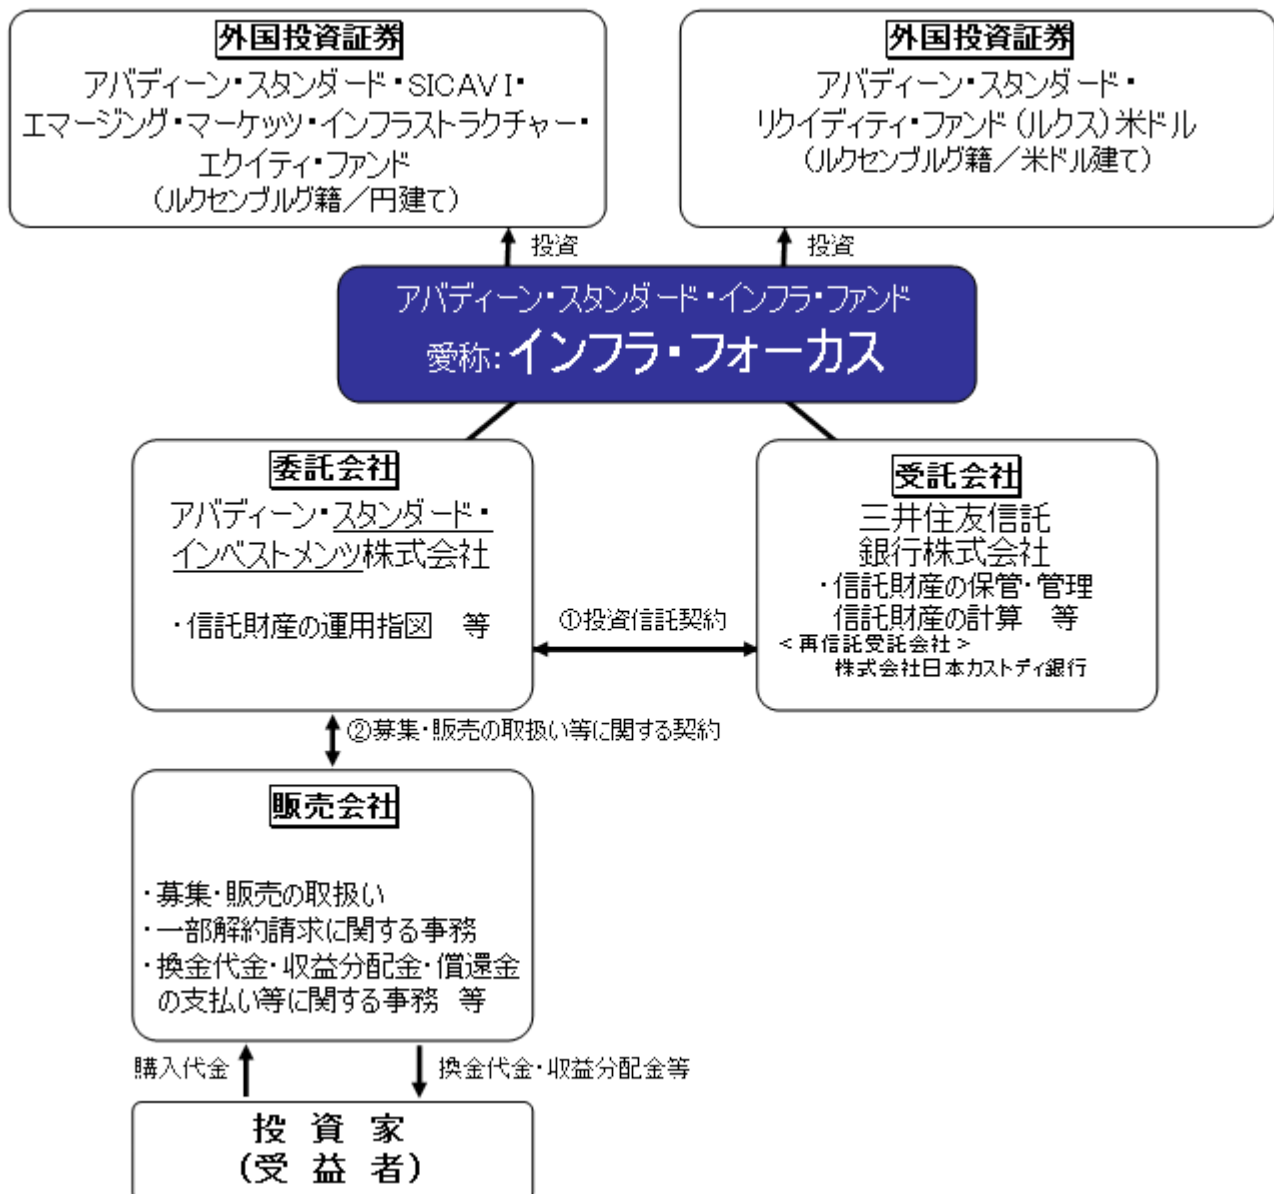 外国投資証券
アバディーン・スタンダード・SICAVⅠ・
エマージング・マーケッツ・インフラストラクチャー・
エクイティ・ファンド
(ルクセンブルグ籍／円建て)
外国投資証券
アバディーン・スタンダード・
リクイディティ・ファンド(ルクス)米ドル
(ルクセンブルグ籍／米ドル建て)
投資
投資
アバディーン・スタンダード・インフラ・ファンド
愛称:インフラ・フォーカス
委託会社
アバディーン・スタンダード・
インベストメンツ株式会社
・信託財産の運用指図　等
①投資信託契約
受託会社
三井住友信託
銀行株式会社
・信託財産の保管・管理
信託財産の計算　等
＜再信託受託会社＞
株式会社日本カストディ銀行
②募集・販売の取扱い等に関する契約
販売会社
・募集・販売の取扱い
・一部解約請求に関する事務
・換金代金・収益分配金・償還金
の支払い等に関する事務　等
購入代金
換金代金・収益分配金等
投 資 家
(受 益 者)